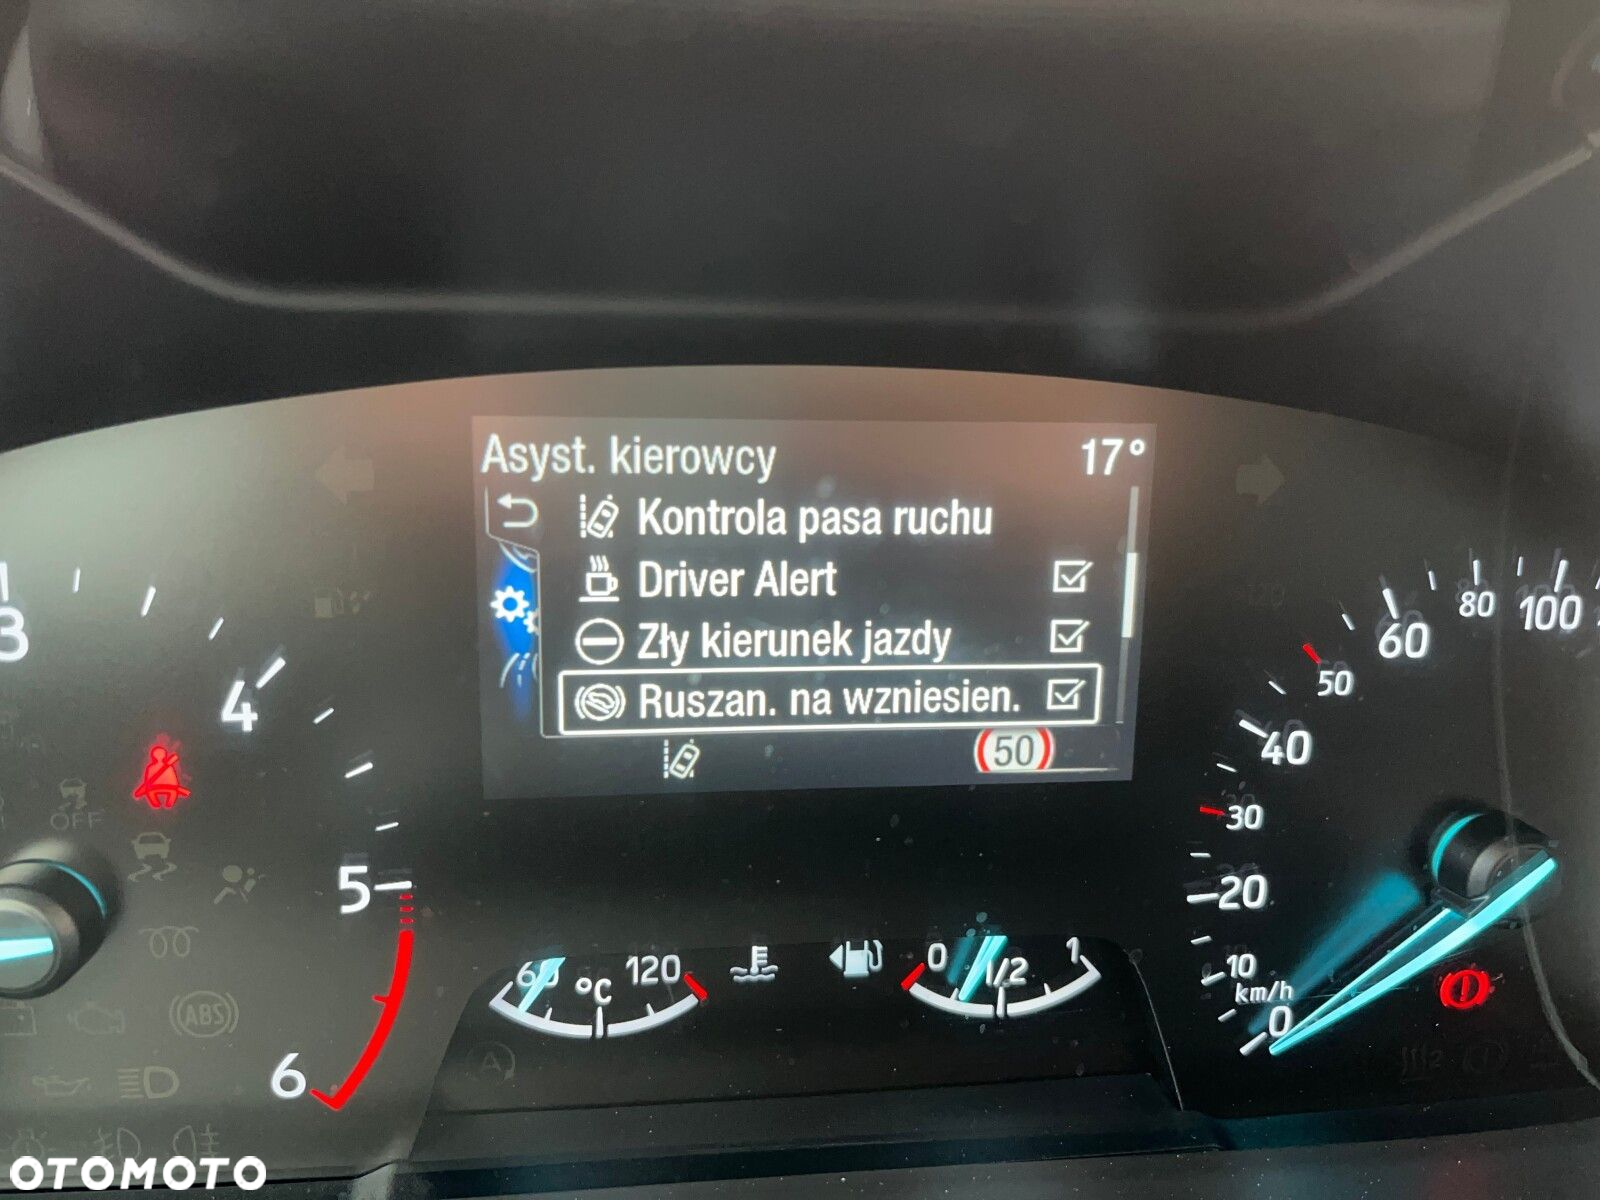 Asyst. kierowcy 17°
Kontrola pasa ruchu
Driver Alert
Zły kierunek jazdy
Ruszan. na wzniesien.
50
3
4
5
6
OFF
ABS
60 °C 120
0 1/2 1
A
0
10
20
30
40
50
60
80
100
km/h
OTOMOTO